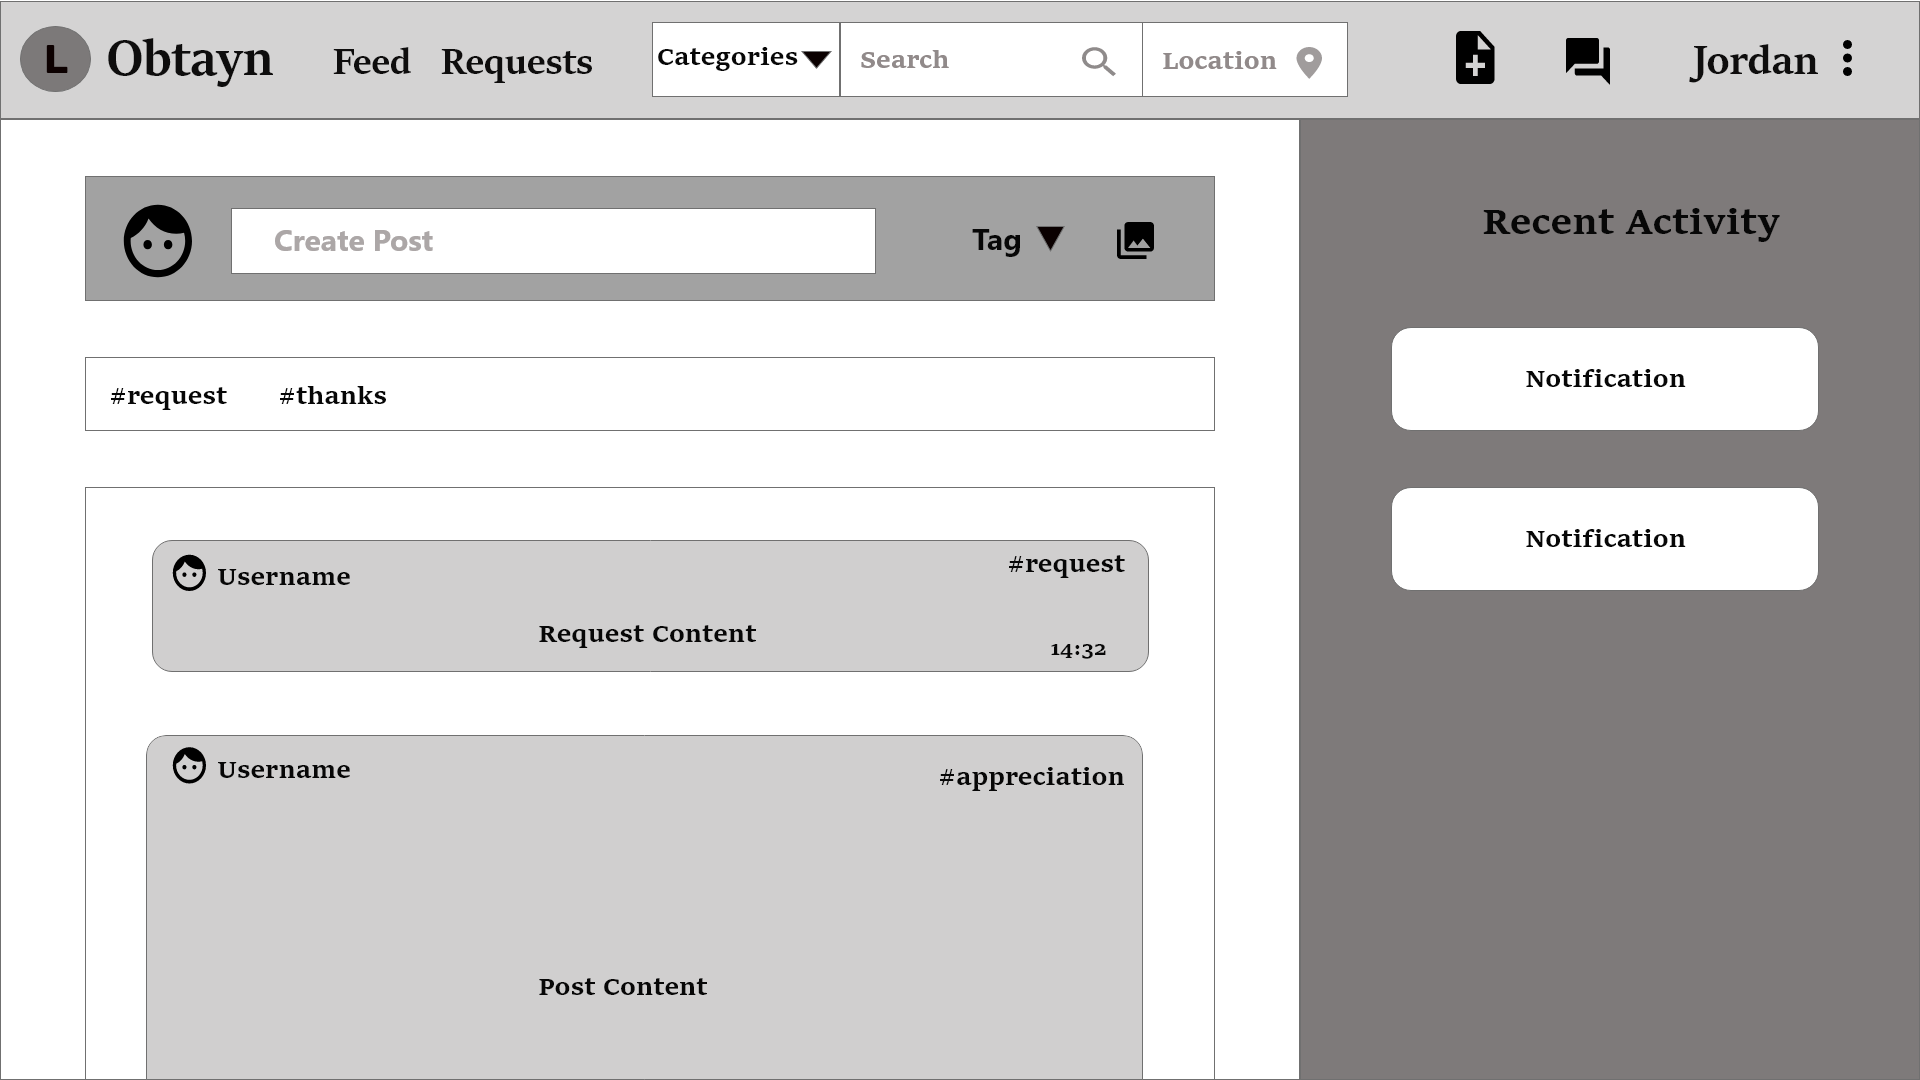 L Obtayn Feed Requests Categories Search Location Jordan
Create Post Tag
#request #thanks
Username #request
Request Content
14:32
Username #appreciation
Post Content
Recent Activity
Notification
Notification